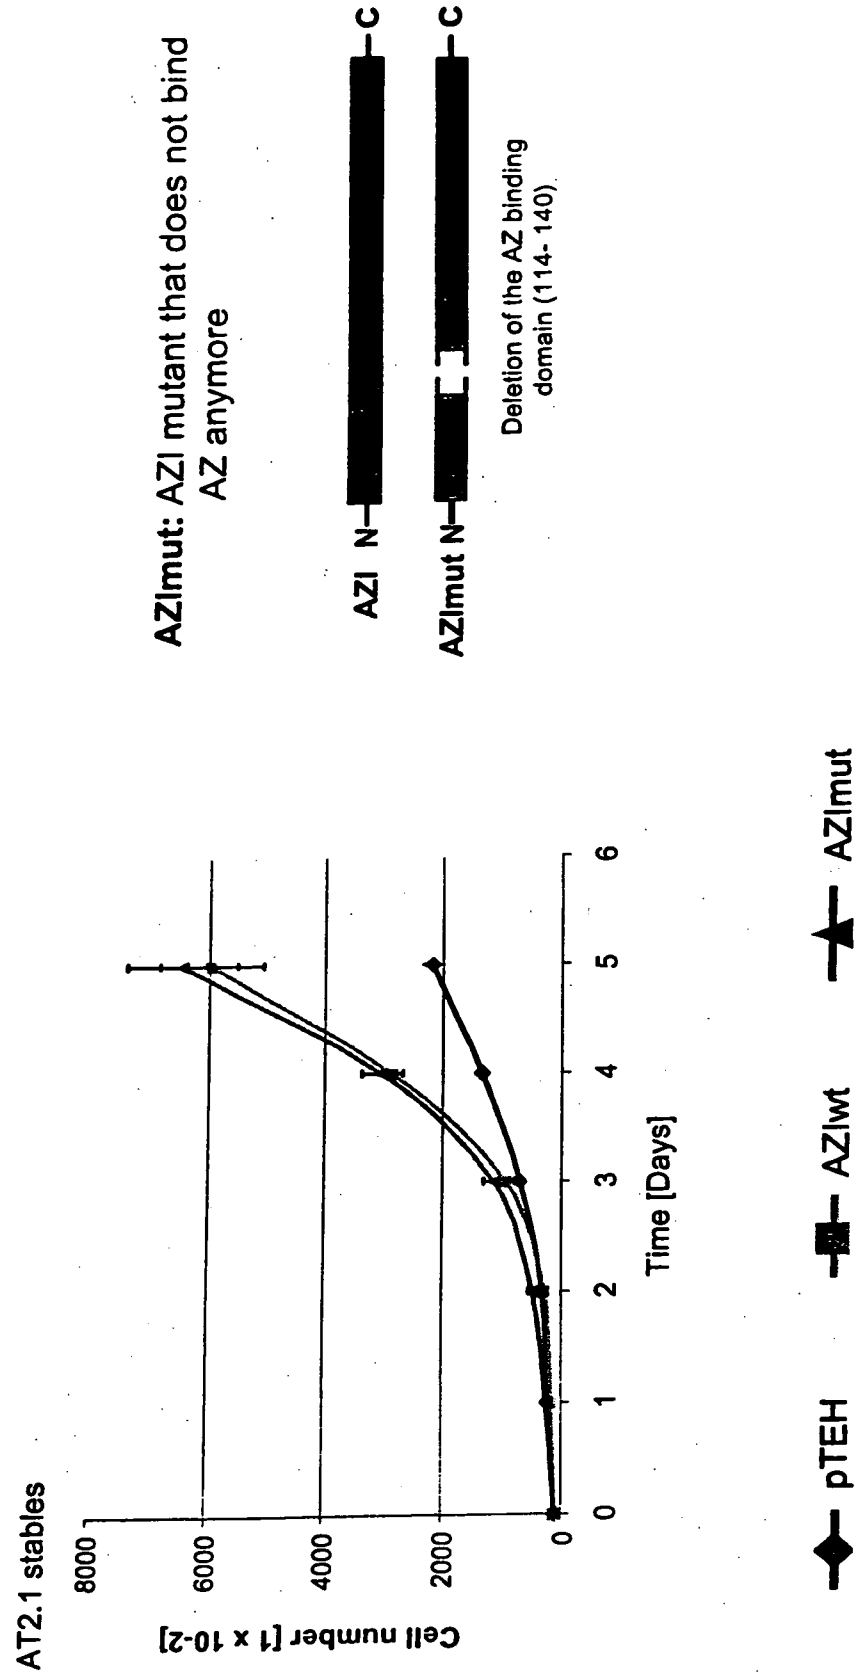 AT2.1 stables
Cell number [1 x 10-2]
8000
6000
4000
2000
0
0 1 2 3 4 5 6
Time [Days]
pTEH AZIwt AZImut
AZImut: AZI mutant that does not bind
AZ anymore
AZI N C
AZImut N C
Deletion of the AZ binding
domain (114- 140)